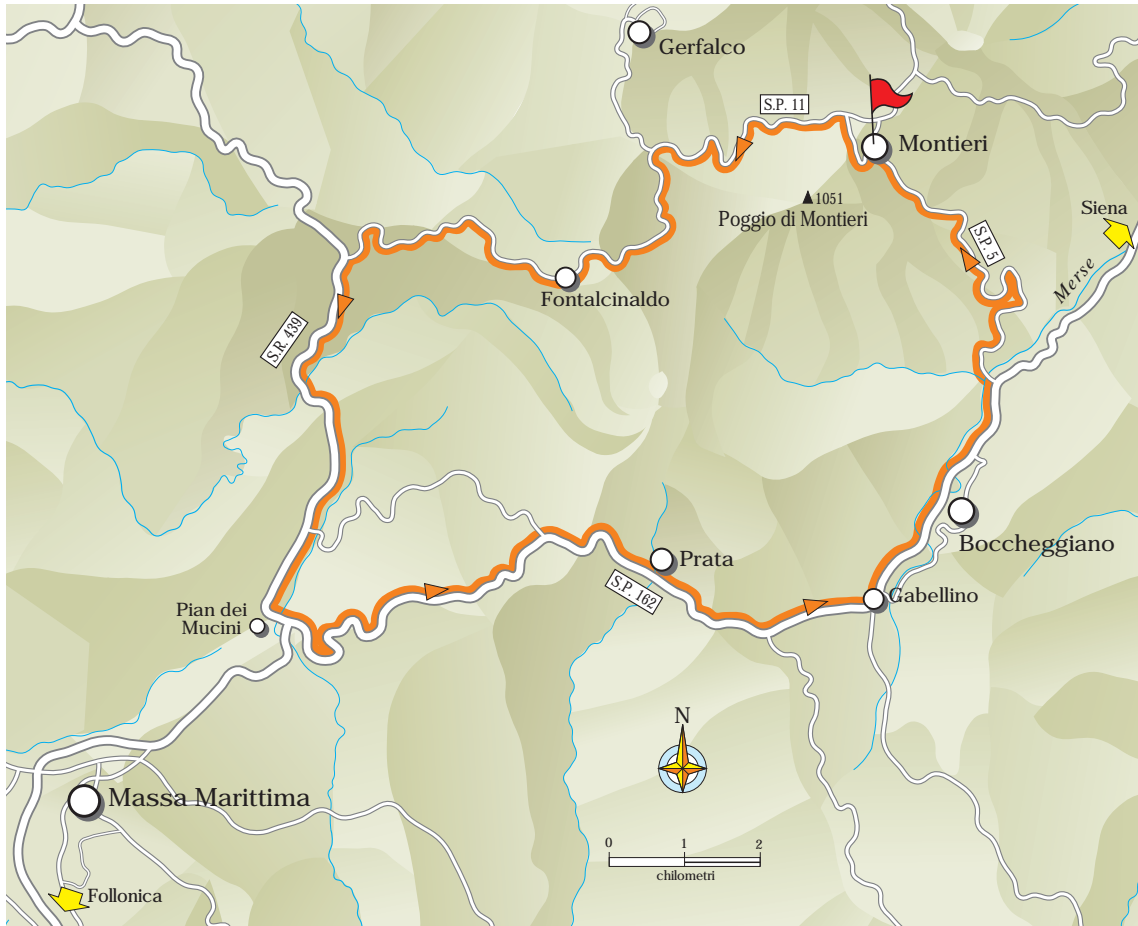 Gerfalco
S.P. 11
Montieri
1051
Poggio di Montieri
Siena
S.P. 5
Merse
Fontalcinaldo
S.R. 439
Boccheggiano
Prata
S.P. 162
Gabellino
Pian dei
Mucini
N
Massa Marittima
0 1 2
chilometri
Follonica